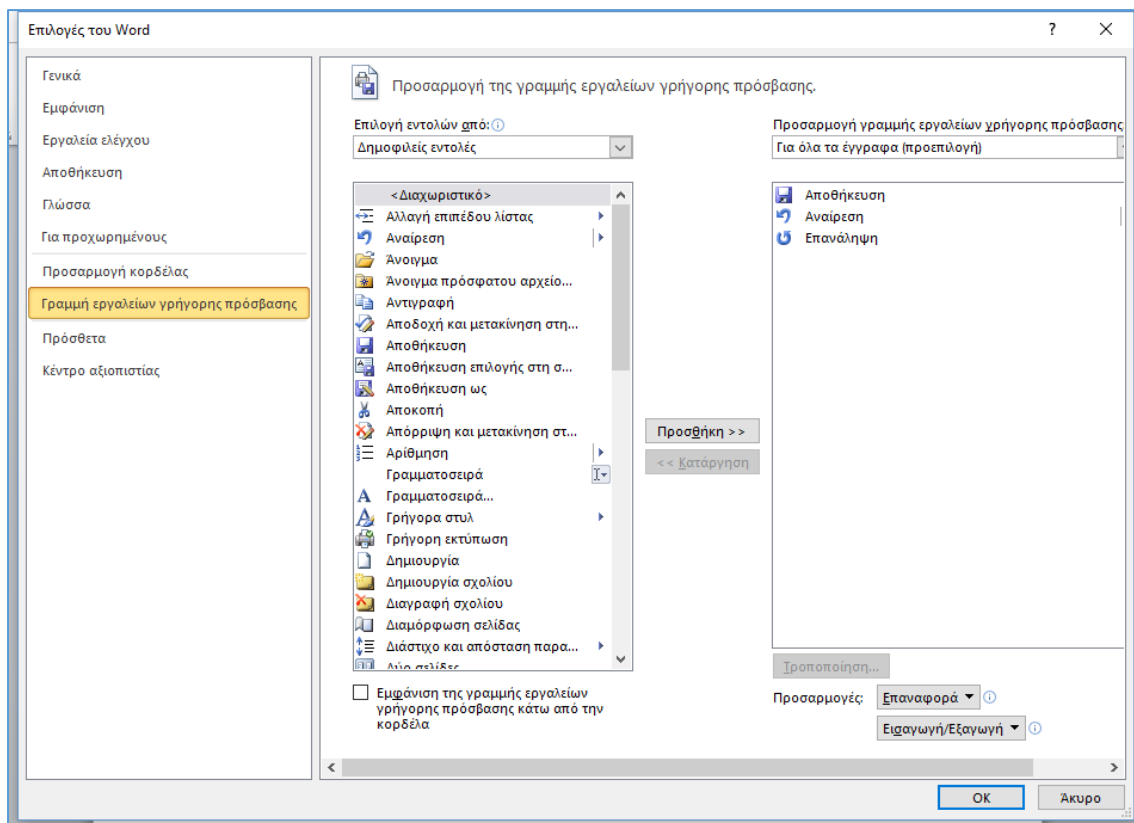 Επιλογές του Word
?
Γενικά
Εμφάνιση
Εργαλεία ελέγχου
Αποθήκευση
Γλώσσα
Για προχωρημένους
Προσαρμογή κορδέλας
Γραμμή εργαλείων γρήγορης πρόσβασης
Πρόσθετα
Κέντρο αξιοπιστίας
Προσαρμογή της γραμμής εργαλείων γρήγορης πρόσβασης.
Επιλογή εντολών από:
Δημοφιλείς εντολές
<Διαχωριστικό>
Αλλαγή επιπέδου λίστας
Αναίρεση
Άνοιγμα
Άνοιγμα πρόσφατου αρχείο...
Αντιγραφή
Αποδοχή και μετακίνηση στη...
Αποθήκευση
Αποθήκευση επιλογής στη σ...
Αποθήκευση ως
Αποκοπή
Απόρριψη και μετακίνηση στ...
Αρίθμηση
Γραμματοσειρά
Γραμματοσειρά...
Γρήγορα στυλ
Γρήγορη εκτύπωση
Δημιουργία
Δημιουργία σχολίου
Διαγραφή σχολίου
Διαμόρφωση σελίδας
Διάστιχο και απόσταση παρα...
Δύο σελίδες
Εμφάνιση της γραμμής εργαλείων
γρήγορης πρόσβασης κάτω από την
κορδέλα
Προσθήκη >>
<< Κατάργηση
Προσαρμογή γραμμής εργαλείων γρήγορης πρόσβασης
Για όλα τα έγγραφα (προεπιλογή)
Αποθήκευση
Αναίρεση
Επανάληψη
Τροποποίηση...
Προσαρμογές:
Επαναφορά
Εισαγωγή/Εξαγωγή
OK
Άκυρο